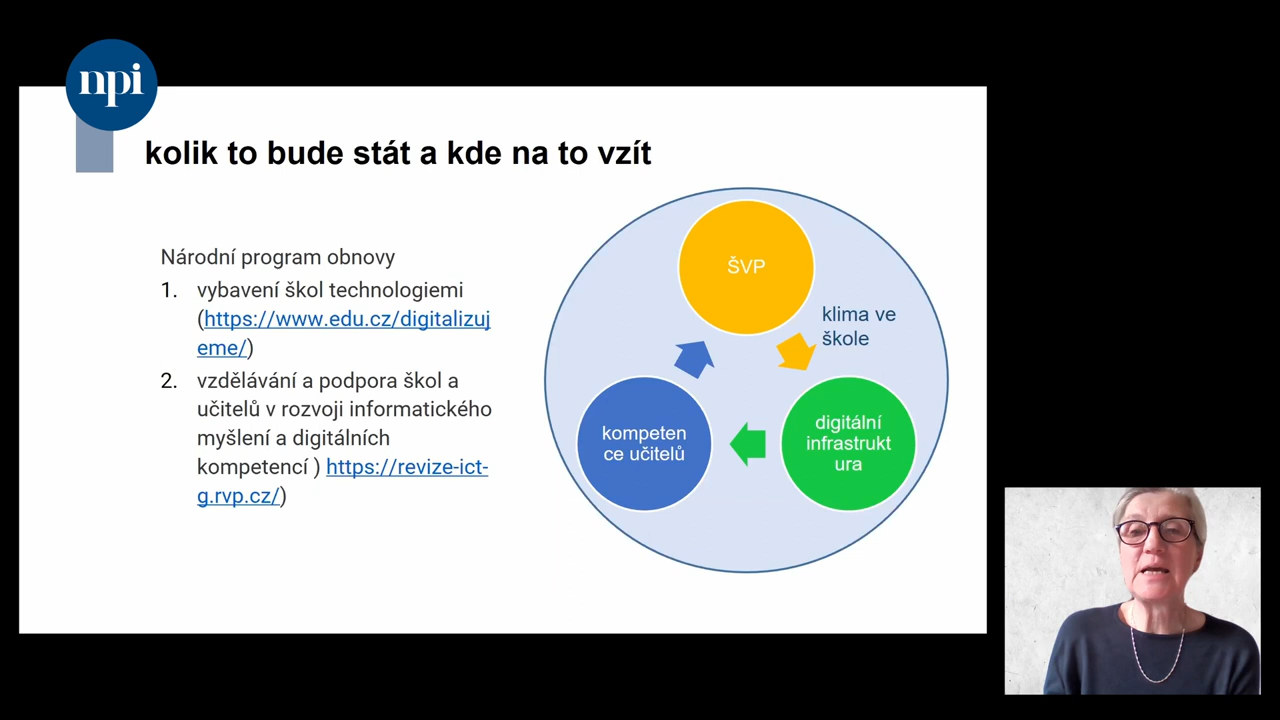 npi
kolik to bude stát a kde na to vzít
Národní program obnovy
1. vybavení škol technologiemi
(https://www.edu.cz/digitalizuj
eme/)
2. vzdělávání a podpora škol a
učitelů v rozvoji informatického
myšlení a digitálních
kompetencí ) https://revize-ict-
g.rvp.cz/)
ŠVP
klima ve
škole
digitální
infrastrukt
ura
kompeten
ce učitelů